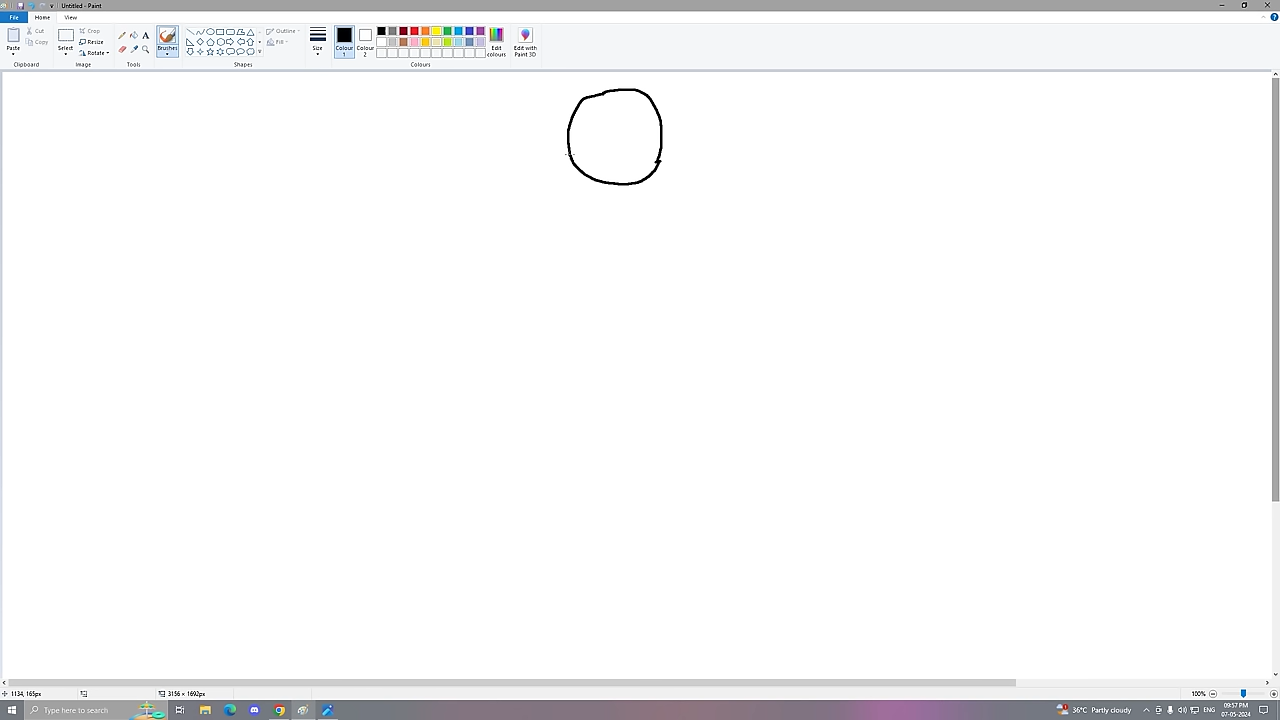 Untitled - Paint
File Home View
Paste
Cut
Copy
Clipboard
Select
Crop
Resize
Rotate
Image
Tools
Brushes
Shapes
Outline
Fill
Size
Colour 1
Colour 2
Edit colours
Edit with Paint 3D
Colours
1134, 165px
3156 × 1692px
100%
Type here to search
36°C Partly cloudy
ENG
09:57 PM
07-05-2024